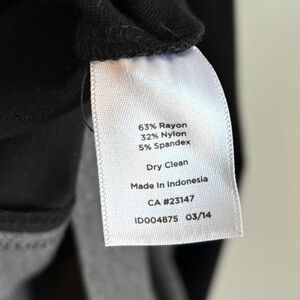 63% Rayon
32% Nylon
5% Spandex
Dry Clean
Made in Indonesia
CA #23147
ID004875 03/14